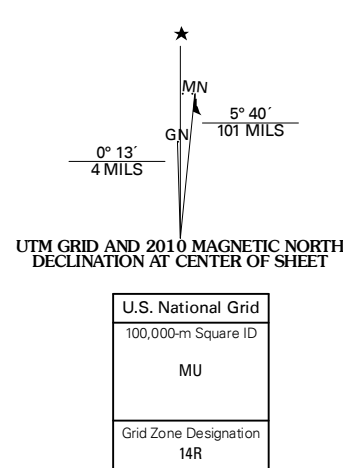 ★
MN
5° 40´
101 MILS
GN
0° 13´
4 MILS
UTM GRID AND 2010 MAGNETIC NORTH
DECLINATION AT CENTER OF SHEET
U.S. National Grid
100,000-m Square ID
MU
Grid Zone Designation
14R